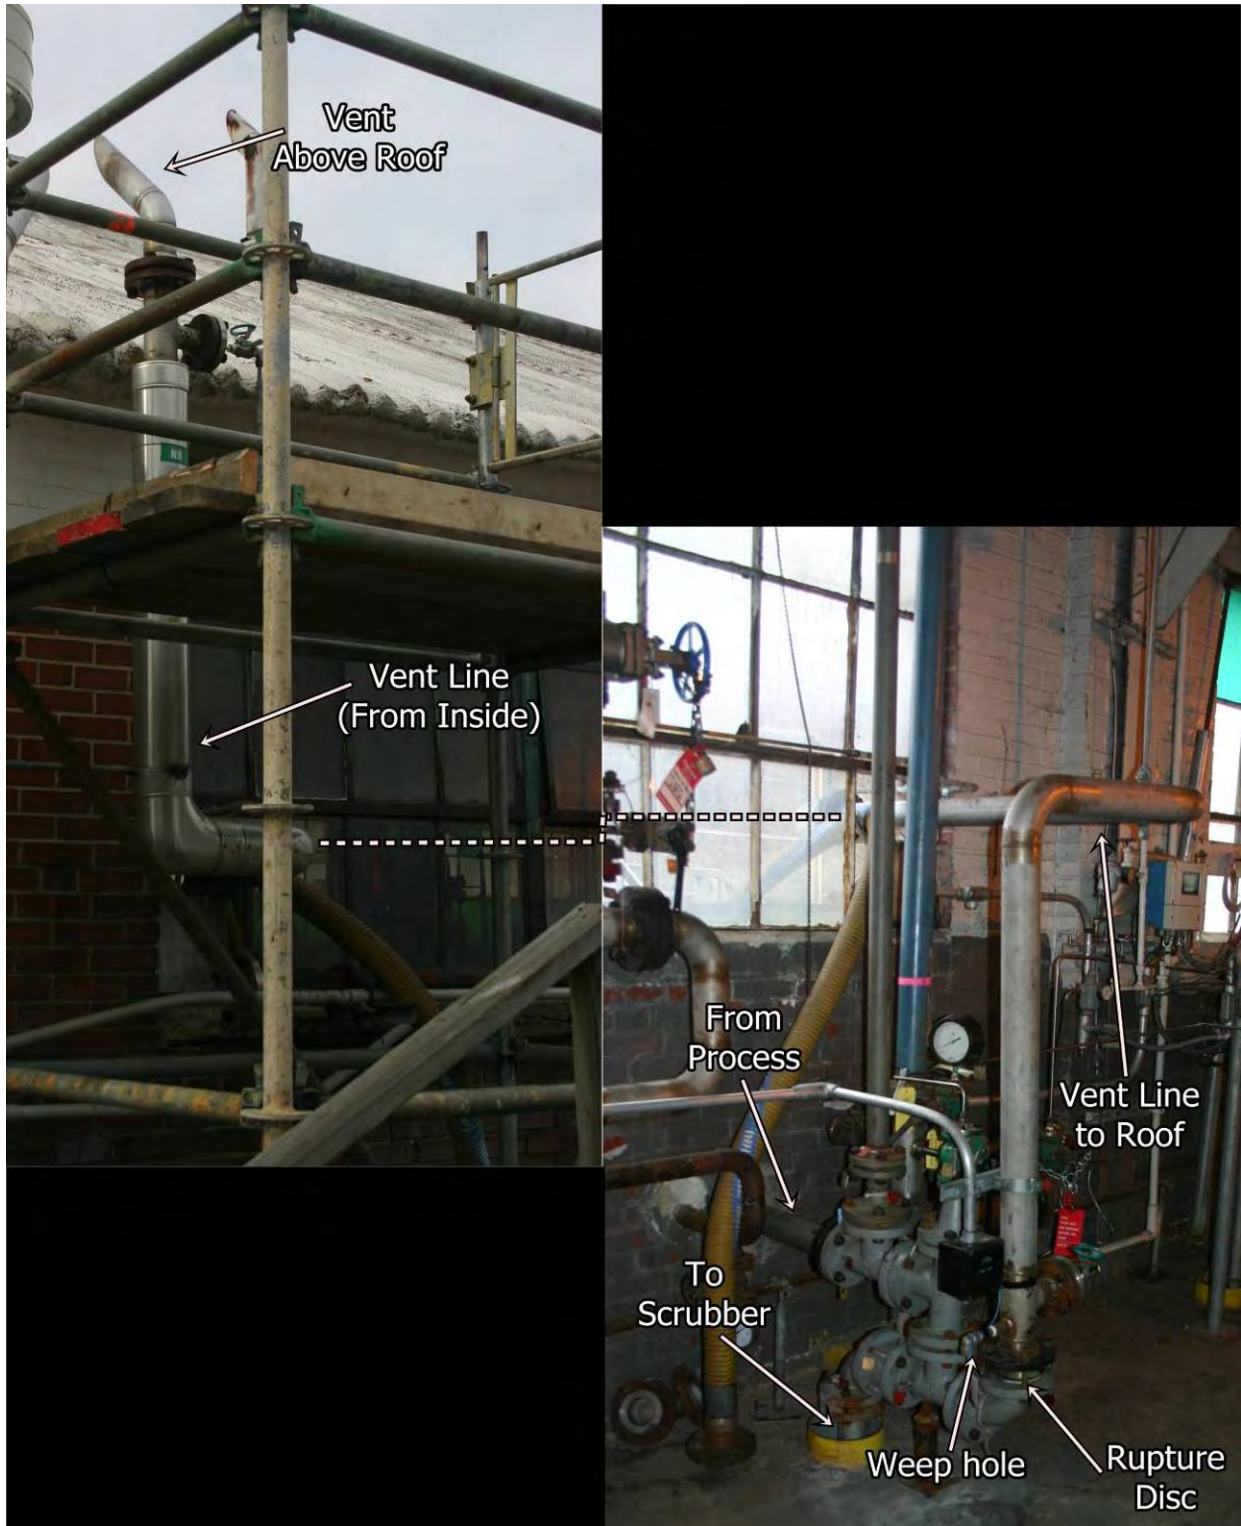 Vent
Above Roof
NR
Vent Line
(From Inside)
From
Process
Vent Line
to Roof
To
Scrubber
Weep hole
Rupture
Disc